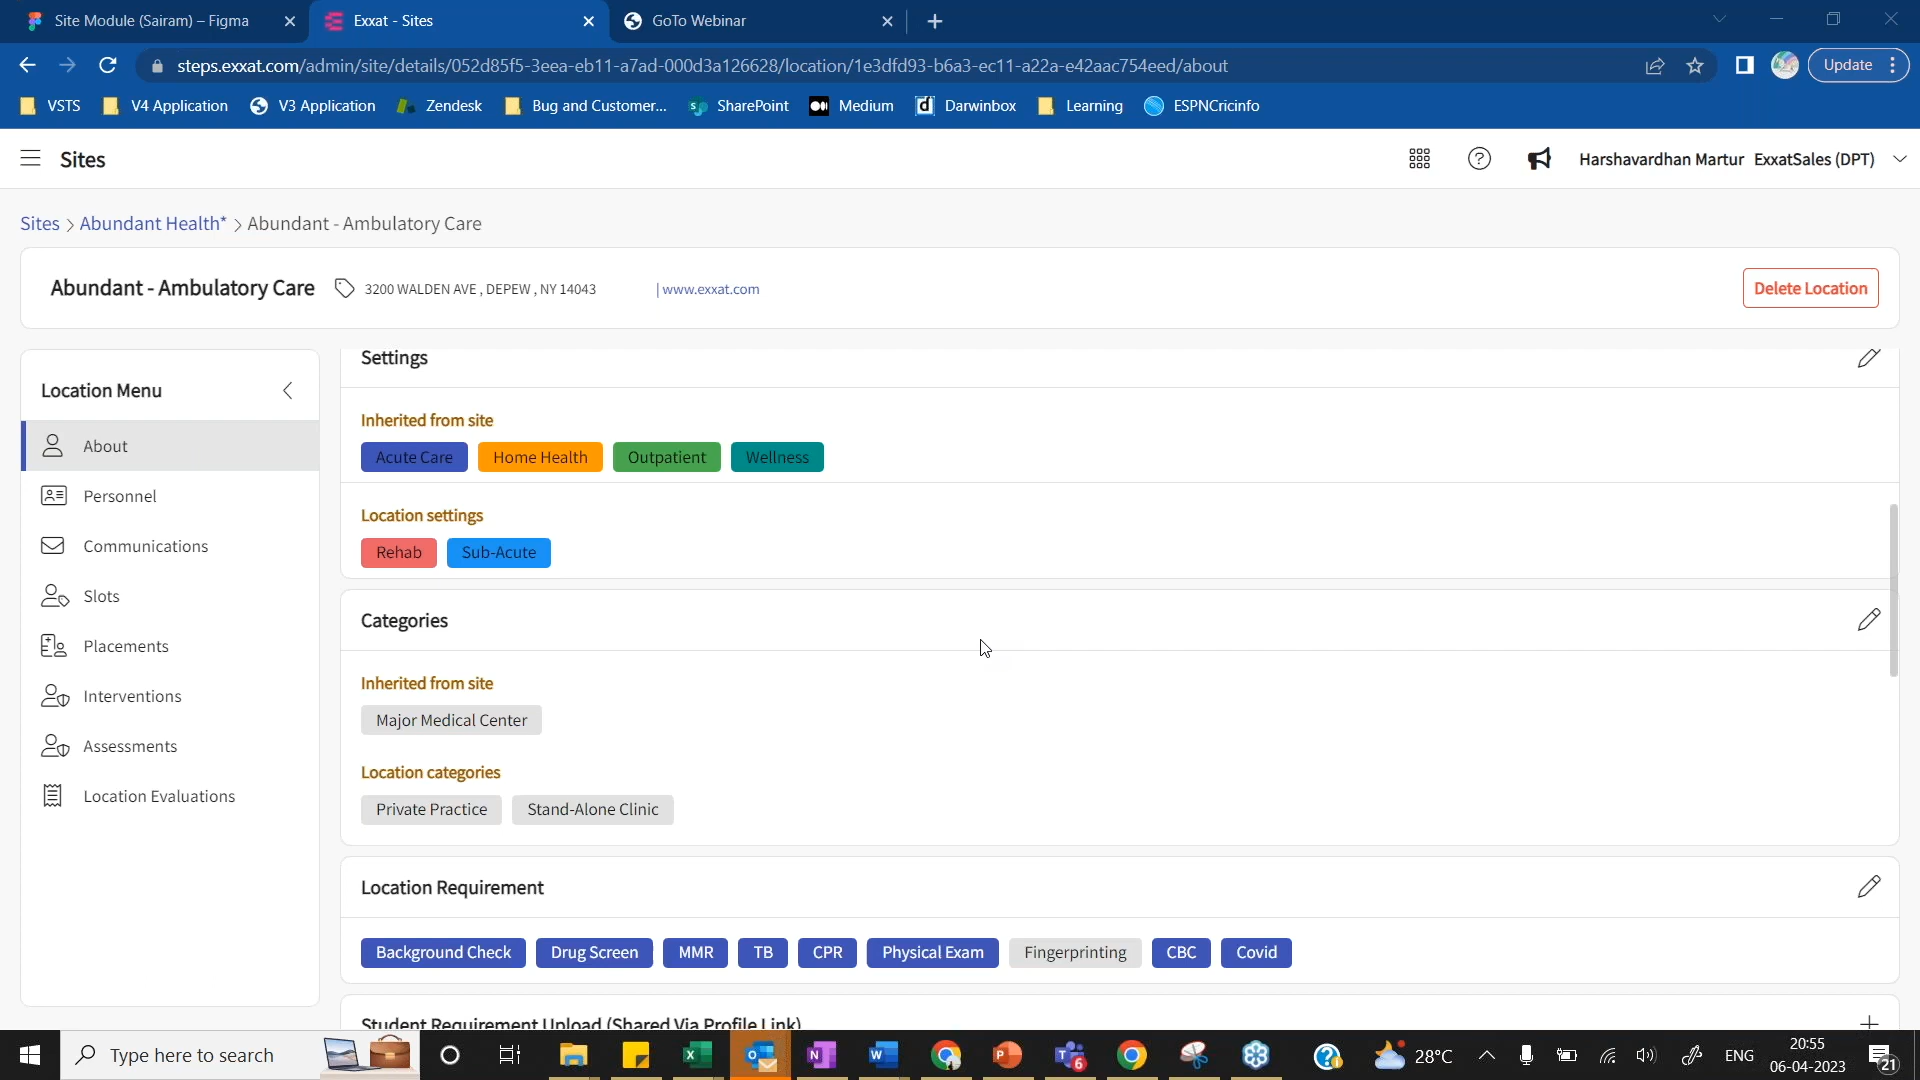 Site Module (Sairam) – Figma
Exxat - Sites
GoTo Webinar
steps.exxat.com/admin/site/details/052d85f5-3eea-eb11-a7ad-000d3a126628/location/1e3dfd93-b6a3-ec11-a22a-e42aac754eed/about
Update
VSTS
V4 Application
V3 Application
Zendesk
Bug and Customer...
SharePoint
Medium
Darwinbox
Learning
ESPNCricinfo
Sites
Harshavardhan Martur ExxatSales (DPT)
Sites > Abundant Health* > Abundant - Ambulatory Care
Abundant - Ambulatory Care
3200 WALDEN AVE , DEPEW , NY 14043
| www.exxat.com
Delete Location
Location Menu
About
Personnel
Communications
Slots
Placements
Interventions
Assessments
Location Evaluations
Settings
Inherited from site
Acute Care Home Health Outpatient Wellness
Location settings
Rehab Sub-Acute
Categories
Inherited from site
Major Medical Center
Location categories
Private Practice Stand-Alone Clinic
Location Requirement
Background Check Drug Screen MMR TB CPR Physical Exam Fingerprinting CBC Covid
Student Requirement Upload (Shared Via Profile Link)
Type here to search
6
28°C
ENG
20:55
06-04-2023
21